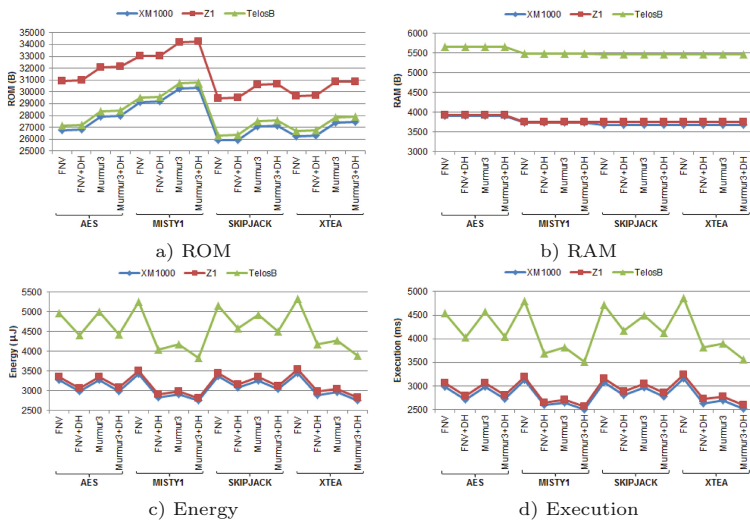 XM1000 Z1 TelosB
ROM (B)
35000
34000
33000
32000
31000
30000
29000
28000
27000
26000
25000
FNV FNV+DH Murmur3 Murmur3+DH FNV FNV+DH Murmur3 Murmur3+DH FNV FNV+DH Murmur3 Murmur3+DH FNV FNV+DH Murmur3 Murmur3+DH
AES MISTY1 SKIPJACK XTEA
a) ROM
XM1000 Z1 TelosB
RAM (B)
6000
5500
5000
4500
4000
3500
3000
FNV FNV+DH Murmur3 Murmur3+DH FNV FNV+DH Murmur3 Murmur3+DH FNV FNV+DH Murmur3 Murmur3+DH FNV FNV+DH Murmur3 Murmur3+DH
AES MISTY1 SKIPJACK XTEA
b) RAM
XM1000 Z1 TelosB
Energy (µJ)
5500
5000
4500
4000
3500
3000
2500
FNV FNV+DH Murmur3 Murmur3+DH FNV FNV+DH Murmur3 Murmur3+DH FNV FNV+DH Murmur3 Murmur3+DH FNV FNV+DH Murmur3 Murmur3+DH
AES MISTY1 SKIPJACK XTEA
c) Energy
XM1000 Z1 TelosB
Execution (ms)
5000
4500
4000
3500
3000
2500
FNV FNV+DH Murmur3 Murmur3+DH FNV FNV+DH Murmur3 Murmur3+DH FNV FNV+DH Murmur3 Murmur3+DH FNV FNV+DH Murmur3 Murmur3+DH
AES MISTY1 SKIPJACK XTEA
d) Execution